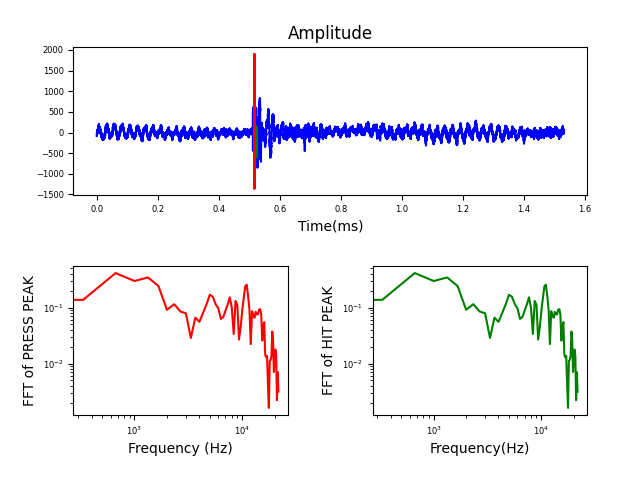 Amplitude
2000
1500
1000
500
0
−500
−1000
−1500
0.0 0.2 0.4 0.6 0.8 1.0 1.2 1.4 1.6
Time(ms)
FFT of PRESS PEAK
10⁻¹
10⁻²
10³ 10⁴
Frequency (Hz)
FFT of HIT PEAK
10⁻¹
10⁻²
10³ 10⁴
Frequency(Hz)